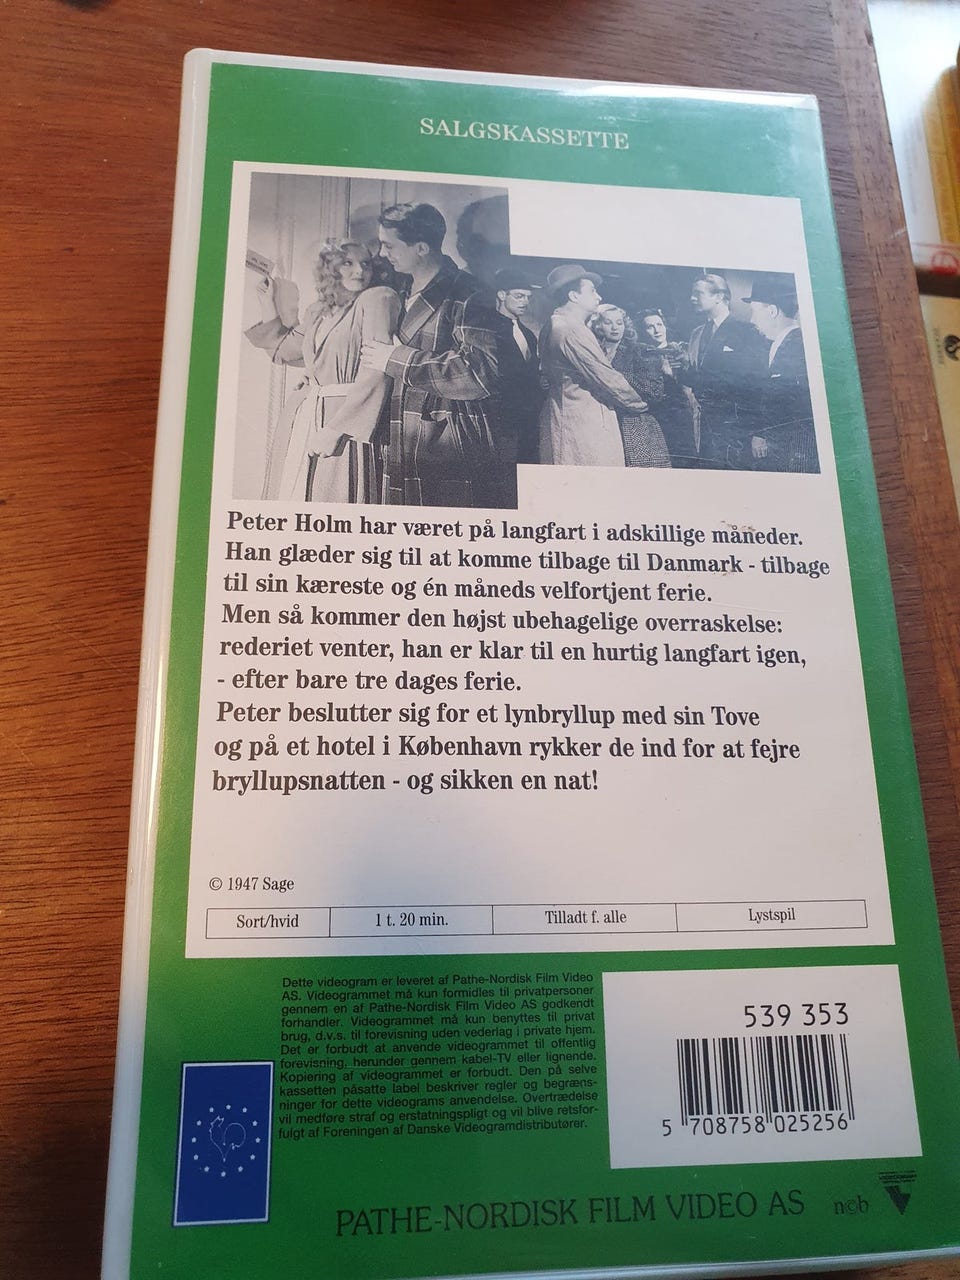 SALGSKASSETTE
Peter Holm har været på langfart i adskillige måneder.
Han glæder sig til at komme tilbage til Danmark - tilbage
til sin kæreste og én måneds velfortjent ferie.
Men så kommer den højst ubehagelige overraskelse:
rederiet venter, han er klar til en hurtig langfart igen,
- efter bare tre dages ferie.
Peter beslutter sig for et lynbryllup med sin Tove
og på et hotel i København rykker de ind for at fejre
bryllupsnatten - og sikken en nat!
© 1947 Sage
Sort/hvid 1 t. 20 min. Tilladt f. alle Lystspil
Dette videogram er leveret af Pathe-Nordisk Film Video
AS. Videogrammet må kun formidles til privatpersoner
gennem en af Pathe-Nordisk Film Video AS godkendt
forhandler. Videogrammet må kun benyttes til privat
brug, d.v.s. til forevisning uden vederlag i private hjem.
Det er forbudt at anvende videogrammet til offentlig
forevisning, herunder gennem kabel-TV eller lignende.
Kopiering af videogrammet er forbudt. Den på selve
kassetten påsatte label beskriver regler og begræns-
ninger for dette videograms anvendelse. Overtrædelse
vil medføre straf og erstatningspligt og vil blive retsfor-
fulgt af Foreningen af Danske Videogramdistributører.
539 353
5 708758 025256
PATHE-NORDISK FILM VIDEO AS
n©b